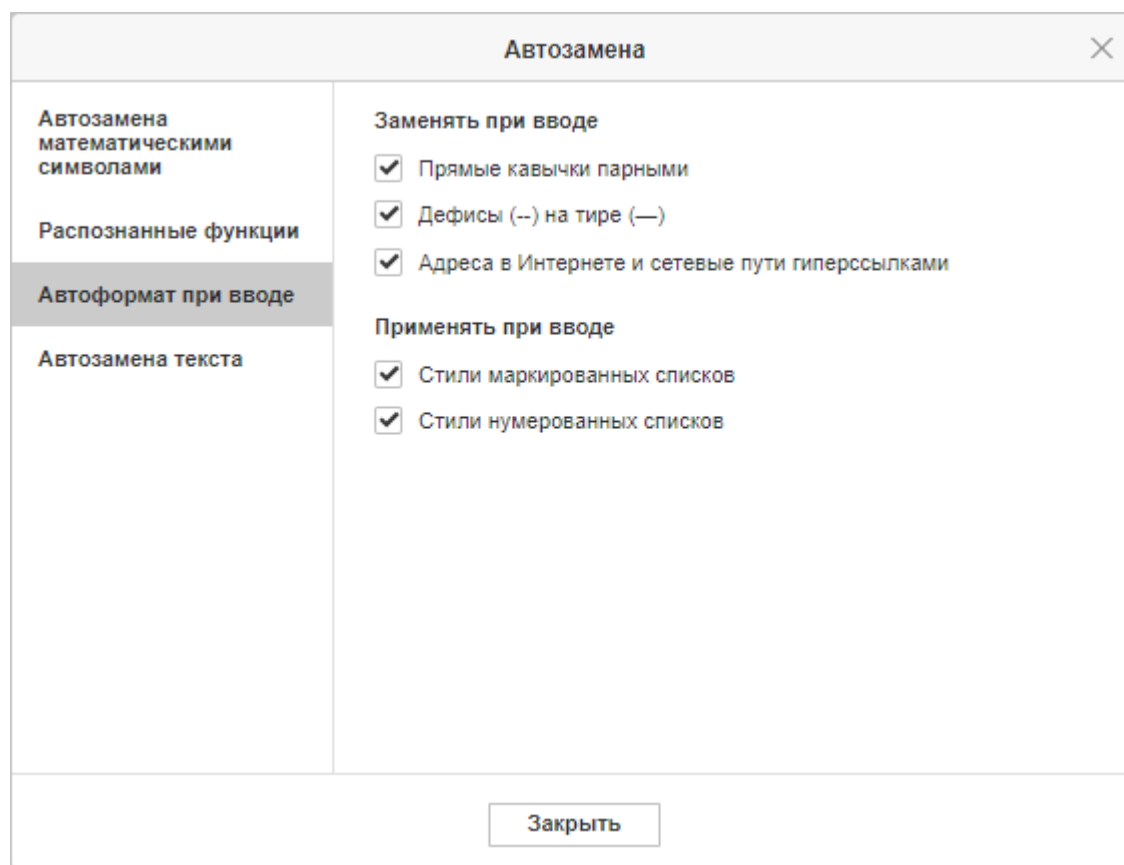 Автозамена
Автозамена
математическими
символами
Распознанные функции
Автоформат при вводе
Автозамена текста
Заменять при вводе
Прямые кавычки парными
Дефисы (--) на тире (—)
Адреса в Интернете и сетевые пути гиперссылками
Применять при вводе
Стили маркированных списков
Стили нумерованных списков
Закрыть